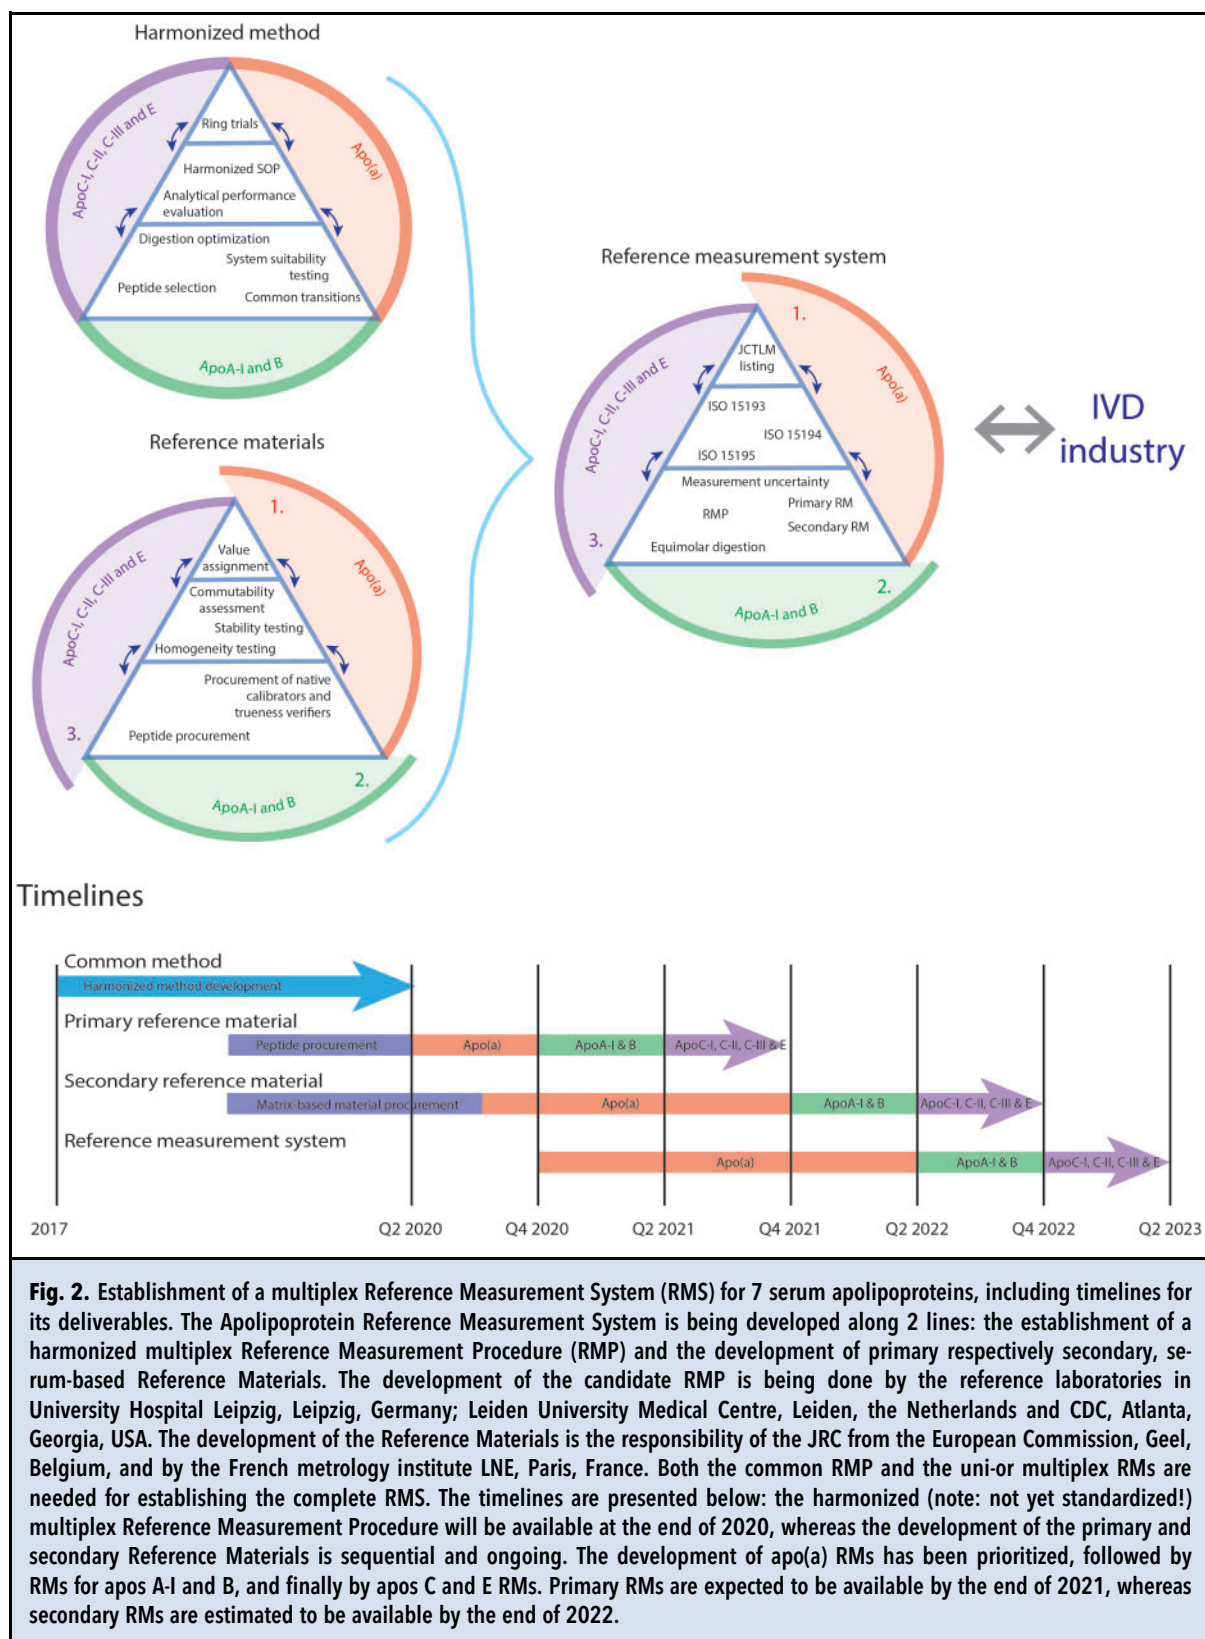 Harmonized method
ApoC-I, C-II, C-III and E
Apo(a)
Ring trials
Harmonized SOP
Analytical performance
evaluation
Digestion optimization
System suitability
testing
Peptide selection
Common transitions
ApoA-I and B
Reference materials
1.
ApoC-I, C-II, C-III and E
Apo(a)
Value
assignment
Commutability
assessment
Stability testing
Homogeneity testing
Procurement of native
calibrators and
trueness verifiers
Peptide procurement
3.
2.
ApoA-I and B
Reference measurement system
1.
ApoC-I, C-II, C-III and E
Apo(a)
JCTLM
listing
ISO 15193
ISO 15194
ISO 15195
Measurement uncertainty
Primary RM
RMP
Secondary RM
Equimolar digestion
3.
2.
ApoA-I and B
IVD
industry
Timelines
Common method
Harmonized method development
Primary reference material
Peptide procurement
Apo(a)
ApoA-I & B
ApoC-I, C-II, C-III & E
Secondary reference material
Matrix-based material procurement
Apo(a)
ApoA-I & B
ApoC-I, C-II, C-III & E
Reference measurement system
Apo(a)
ApoA-I & B
ApoC-I, C-II, C-III & E
2017
Q2 2020
Q4 2020
Q2 2021
Q4 2021
Q2 2022
Q4 2022
Q2 2023
Fig. 2. Establishment of a multiplex Reference Measurement System (RMS) for 7 serum apolipoproteins, including timelines for
its deliverables. The Apolipoprotein Reference Measurement System is being developed along 2 lines: the establishment of a
harmonized multiplex Reference Measurement Procedure (RMP) and the development of primary respectively secondary, se-
rum-based Reference Materials. The development of the candidate RMP is being done by the reference laboratories in
University Hospital Leipzig, Leipzig, Germany; Leiden University Medical Centre, Leiden, the Netherlands and CDC, Atlanta,
Georgia, USA. The development of the Reference Materials is the responsibility of the JRC from the European Commission, Geel,
Belgium, and by the French metrology institute LNE, Paris, France. Both the common RMP and the uni-or multiplex RMs are
needed for establishing the complete RMS. The timelines are presented below: the harmonized (note: not yet standardized!)
multiplex Reference Measurement Procedure will be available at the end of 2020, whereas the development of the primary and
secondary Reference Materials is sequential and ongoing. The development of apo(a) RMs has been prioritized, followed by
RMs for apos A-I and B, and finally by apos C and E RMs. Primary RMs are expected to be available by the end of 2021, whereas
secondary RMs are estimated to be available by the end of 2022.